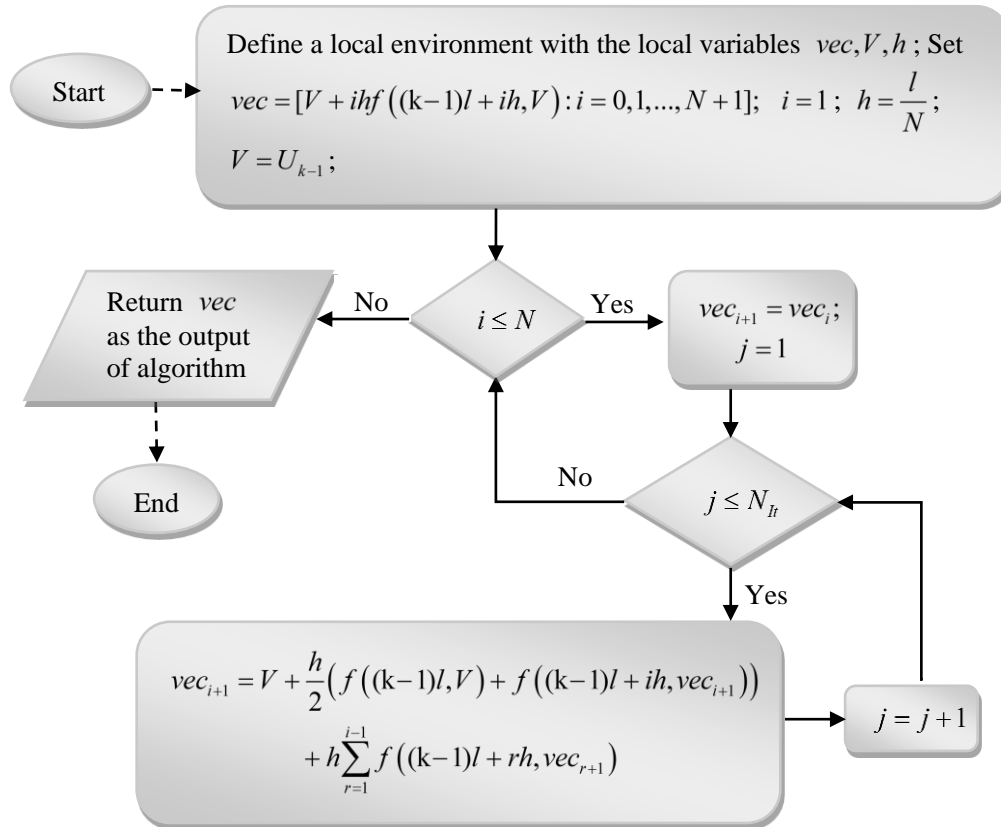 Start
Define a local environment with the local variables vec, V, h ; Set
vec = [V + ihf ((k−1)l + ih, V) : i = 0, 1, ..., N + 1]; i = 1 ; h = l/N ;
V = U_{k−1} ;
i ≤ N
No
Yes
Return vec
as the output
of algorithm
End
vec_{i+1} = vec_i ;
j = 1
j ≤ N_{It}
No
Yes
vec_{i+1} = V + h/2 ( f ((k−1)l, V) + f ((k−1)l + ih, vec_{i+1}))
+ h ∑_{r=1}^{i−1} f ((k−1)l + rh, vec_{r+1})
j = j + 1